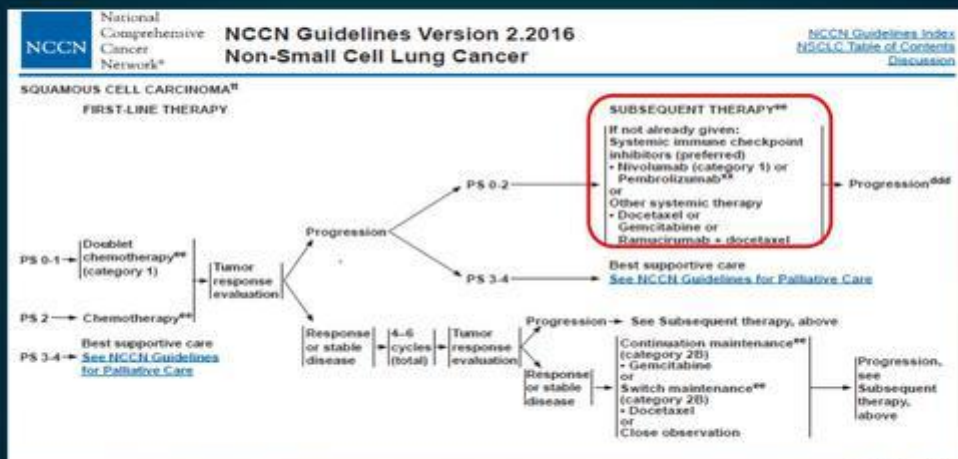 National
Comprehensive
Cancer
Network®
NCCN
NCCN Guidelines Version 2.2016
Non-Small Cell Lung Cancer
NCCN Guidelines Index
NSCLC Table of Contents
Discussion
SQUAMOUS CELL CARCINOMA
FIRST-LINE THERAPY
SUBSEQUENT THERAPY
If not already given:
Systemic immune checkpoint
inhibitors (preferred)
• Nivolumab (category 1) or
Pembrolizumab
or
Other systemic therapy
• Docetaxel or
Gemcitabine or
Ramucirumab + docetaxel
Progression
PS 0-2
Progression
PS 3-4
Best supportive care
See NCCN Guidelines for Palliative Care
PS 0-1
Doublet
chemotherapy
(category 1)
PS 2
Chemotherapy
Tumor
response
evaluation
PS 3-4
Best supportive care
See NCCN Guidelines
for Palliative Care
Response
or stable
disease
4–6
cycles
(total)
Tumor
response
evaluation
Progression
See Subsequent therapy, above
Response
or stable
disease
Continuation maintenance
(category 2B)
• Gemcitabine
or
Switch maintenance
(category 2B)
• Docetaxel
or
Close observation
Progression,
see
Subsequent
therapy,
above